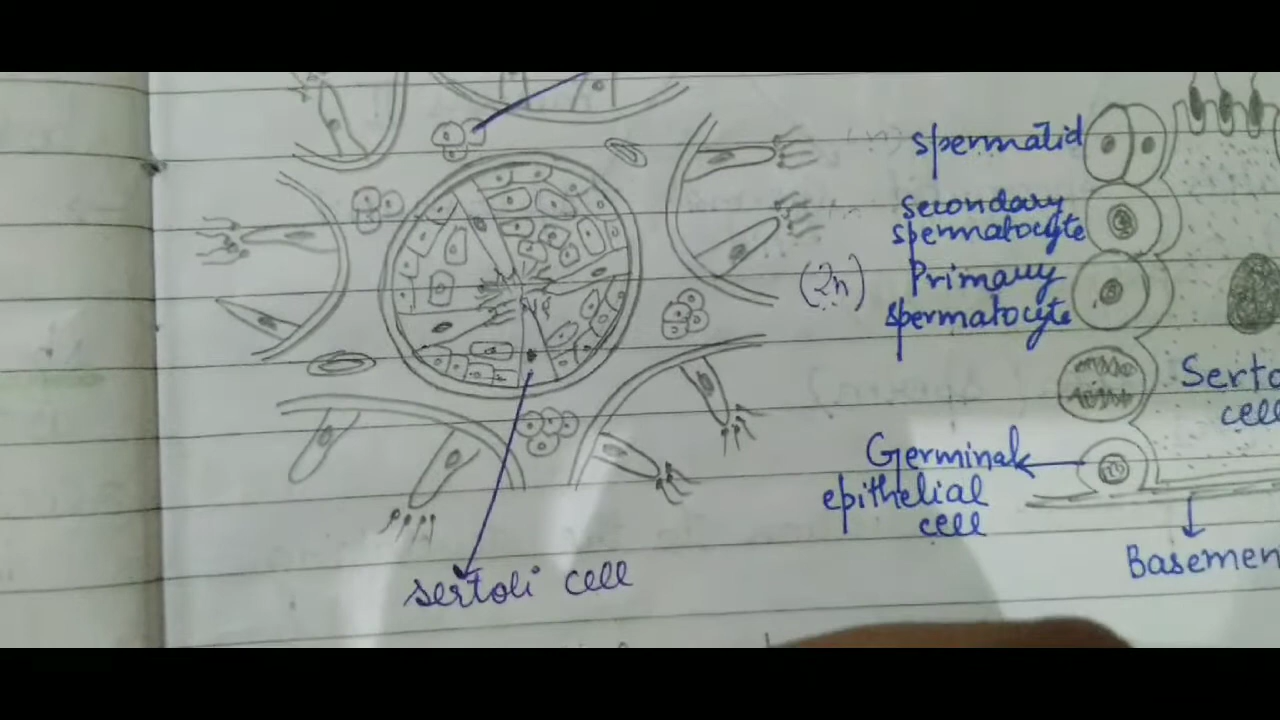 spermatid
secondary
spermatocyte
(2n)
Primary
spermatocyte
Serto
cell
Germinal
epithelial
cell
Basemen
sertoli cell